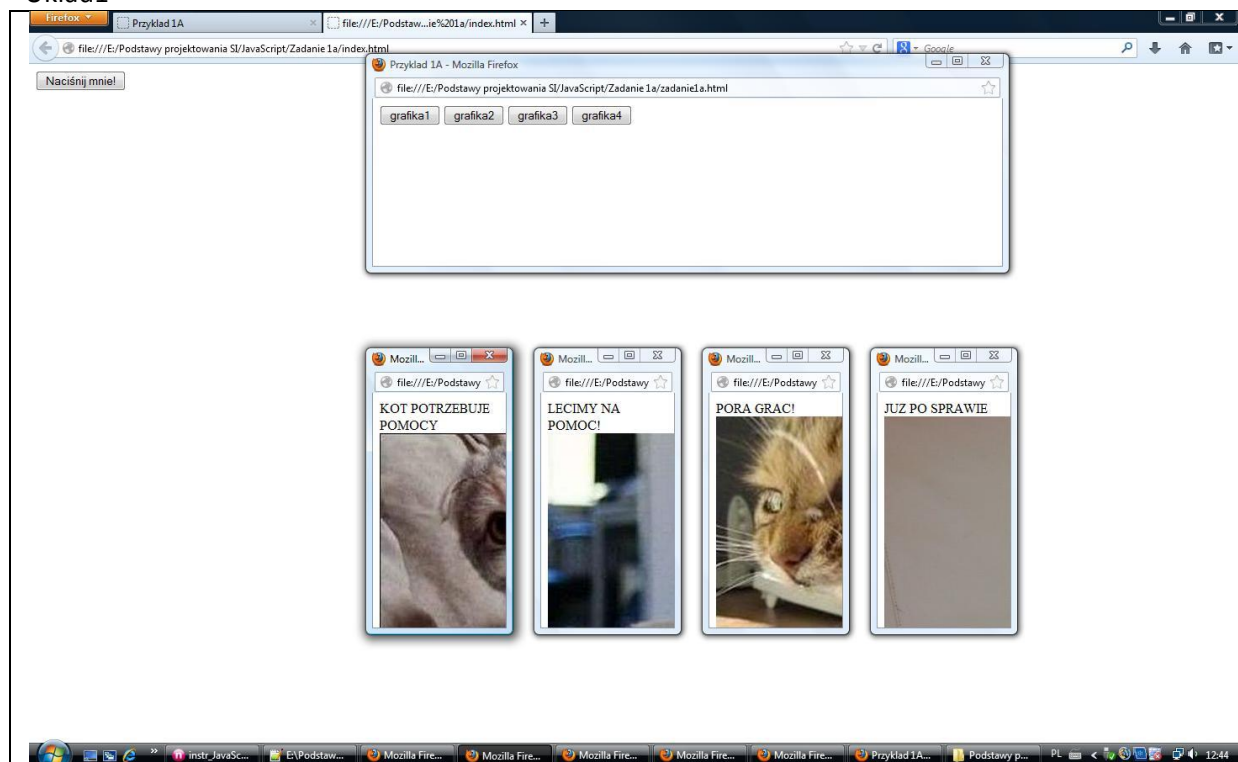 Układ2
Firefox
Przykład 1A
file:///E:/Podstaw...ie%201a/index.html
file:///E:/Podstawy projektowania SI/JavaScript/Zadanie 1a/index.html
Google
Naciśnij mnie!
Przykład 1A - Mozilla Firefox
file:///E:/Podstawy projektowania SI/JavaScript/Zadanie 1a/zadanie1a.html
grafika1 grafika2 grafika3 grafika4
Mozill... Mozill... Mozill... Mozill...
file:///E:/Podstawy file:///E:/Podstawy file:///E:/Podstawy file:///E:/Podstawy
KOT POTRZEBUJE
POMOCY
LECIMY NA
POMOC!
PORA GRAC!
JUZ PO SPRAWIE
instr_JavaSc... E:\Podstaw... Mozilla Fire... Mozilla Fire... Mozilla Fire... Mozilla Fire... Mozilla Fire... Przykład 1A... Podstawy p... PL 12:44